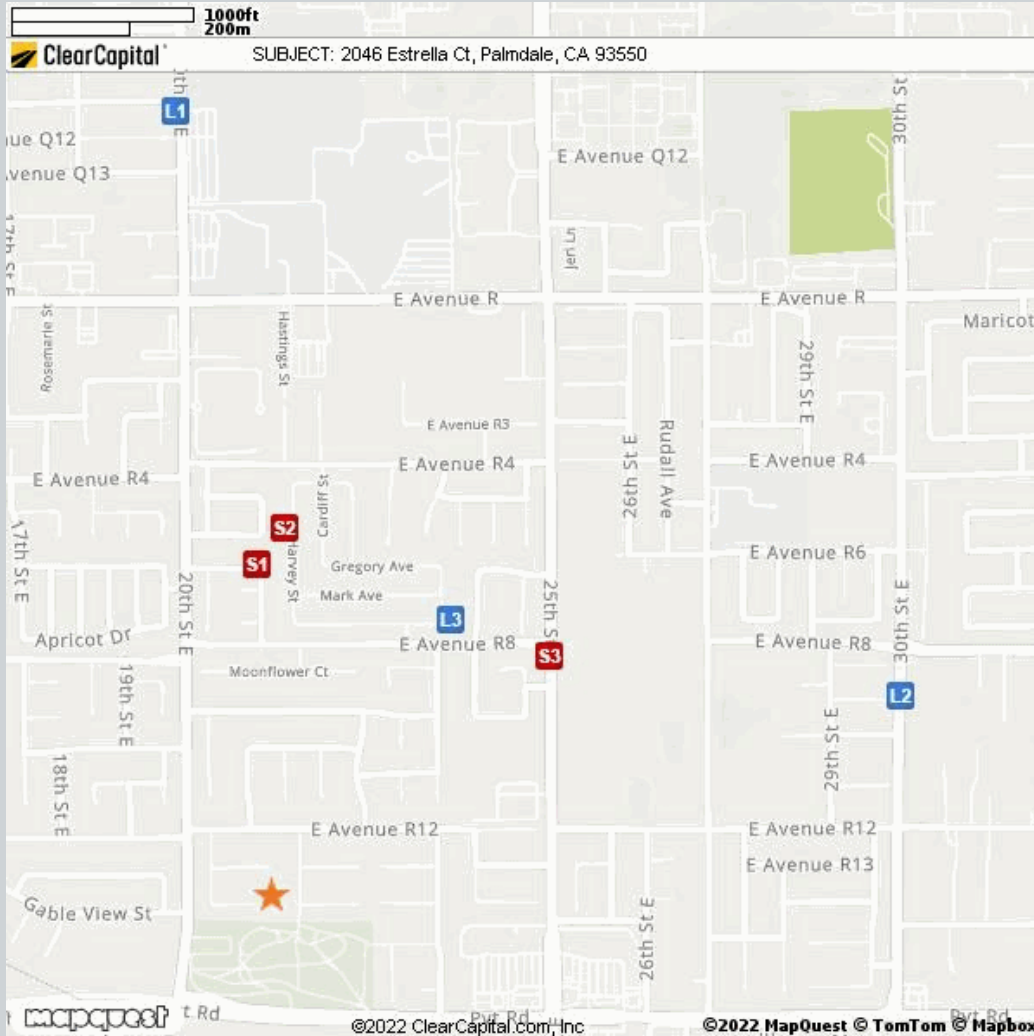 1000ft
200m
ClearCapital
SUBJECT: 2046 Estrella Ct, Palmdale, CA 93550
L1
30th St
Q12
E Avenue Q12
Q13
Jen Ln
E Avenue R
E Avenue R
Rosemarie St
Hastings St
29th St E
E Avenue R3
26th St E
Rudall Ave
E Avenue R4
E Avenue R4
E Avenue R4
Cardiff St
17th St E
S2
S1
Harvey St
Gregory Ave
E Avenue R6
20th St E
Mark Ave
25th S
30th St E
L3
Apricot Dr
E Avenue R8
E Avenue R8
S3
19th St E
Moonflower Ct
L2
29th St E
18th St E
E Avenue R12
E Avenue R12
E Avenue R13
Gable View St
26th St E
mapquest
t Rd
©2022 ClearCapital.com, Inc
©2022 MapQuest © TomTom © Mapbox